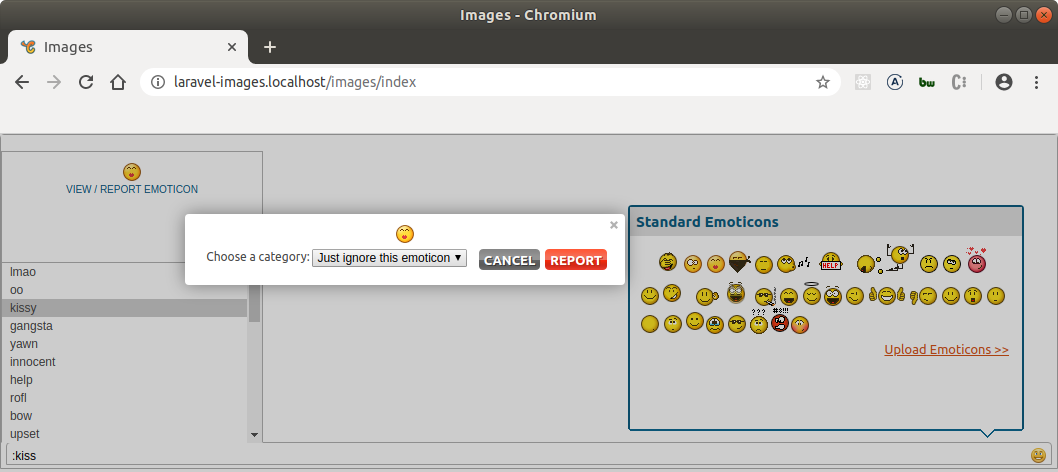 Images - Chromium
Images
laravel-images.localhost/images/index
VIEW / REPORT EMOTICON
Choose a category: Just ignore this emoticon CANCEL REPORT
Standard Emoticons
HELP
???
#@!!!
Upload Emoticons >>
lmao
oo
kissy
gangsta
yawn
innocent
help
rofl
bow
upset
:kiss